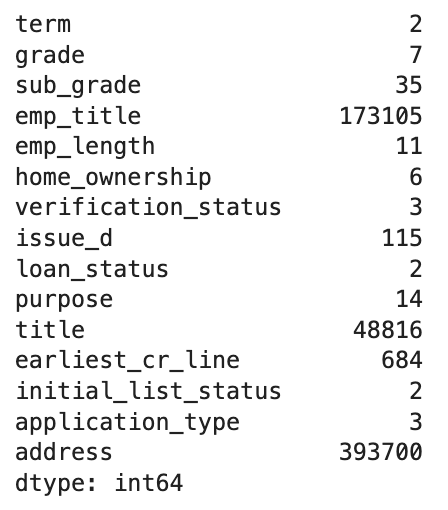 term 2
grade 7
sub_grade 35
emp_title 173105
emp_length 11
home_ownership 6
verification_status 3
issue_d 115
loan_status 2
purpose 14
title 48816
earliest_cr_line 684
initial_list_status 2
application_type 3
address 393700
dtype: int64